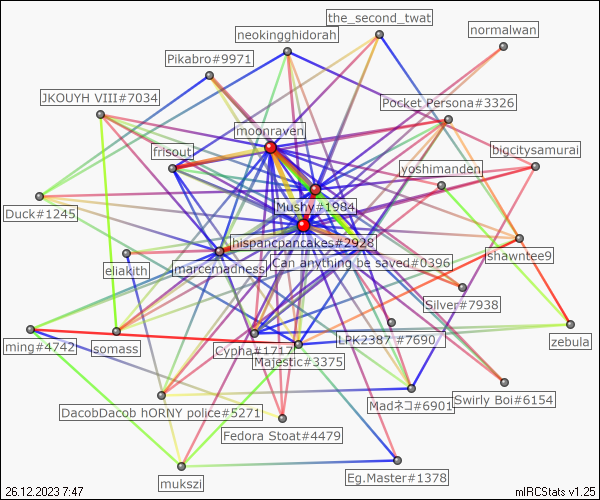 the_second_twat
neokingghidorah
normalwan
Pikabro#9971
JKOUYH VIII#7034
Pocket Persona#3326
moonraven
frisout
bigcitysamurai
yoshimanden
Mushy#1984
Duck#1245
hispancpancakes#2928
shawntee9
Can anything be saved#0396
eliakith
marcemadness
Silver#7938
ming#4742
somass
Cypha#1717
LPK2387 #7690
zebula
Majestic#3375
Swirly Boi#6154
Madネコ#6901
DacobDacob hORNY police#5271
Fedora Stoat#4479
Eg.Master#1378
mukszi
26.12.2023 7:47
mIRCStats v1.25